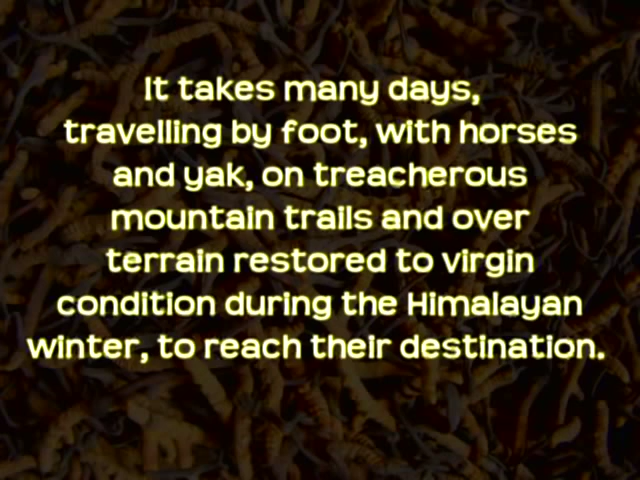 It takes many days,
travelling by foot, with horses
and yak, on treacherous
mountain trails and over
terrain restored to virgin
condition during the Himalayan
winter, to reach their destination.